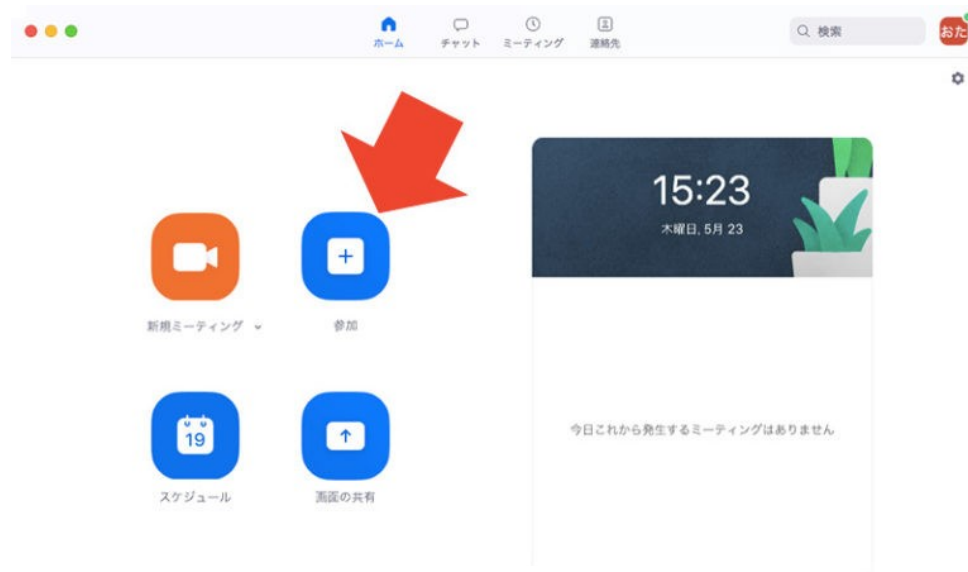 ホーム
チャット
ミーティング
連絡先
検索
おた
15:23
木曜日, 5月 23
新規ミーティング
参加
19
スケジュール
画面の共有
今日これから発生するミーティングはありません